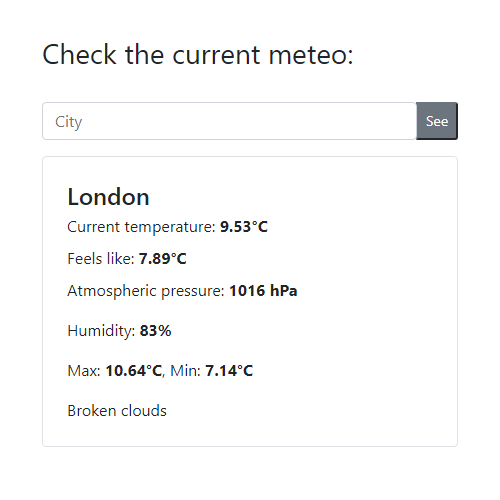 Check the current meteo:
City
See
London
Current temperature: 9.53°C
Feels like: 7.89°C
Atmospheric pressure: 1016 hPa
Humidity: 83%
Max: 10.64°C, Min: 7.14°C
Broken clouds